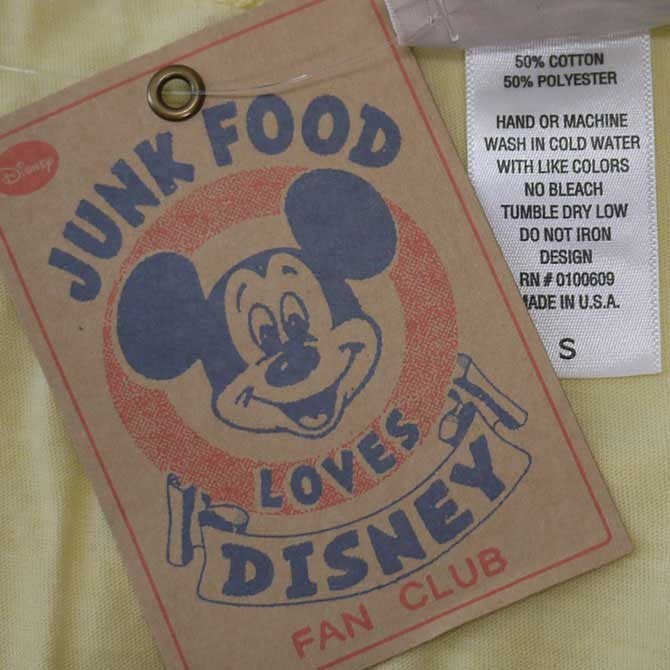 Disney
JUNK FOOD
LOVES
DISNEY
FAN CLUB
50% COTTON
50% POLYESTER
HAND OR MACHINE
WASH IN COLD WATER
WITH LIKE COLORS
NO BLEACH
TUMBLE DRY LOW
DO NOT IRON
DESIGN
RN # 0100609
MADE IN U.S.A.
S